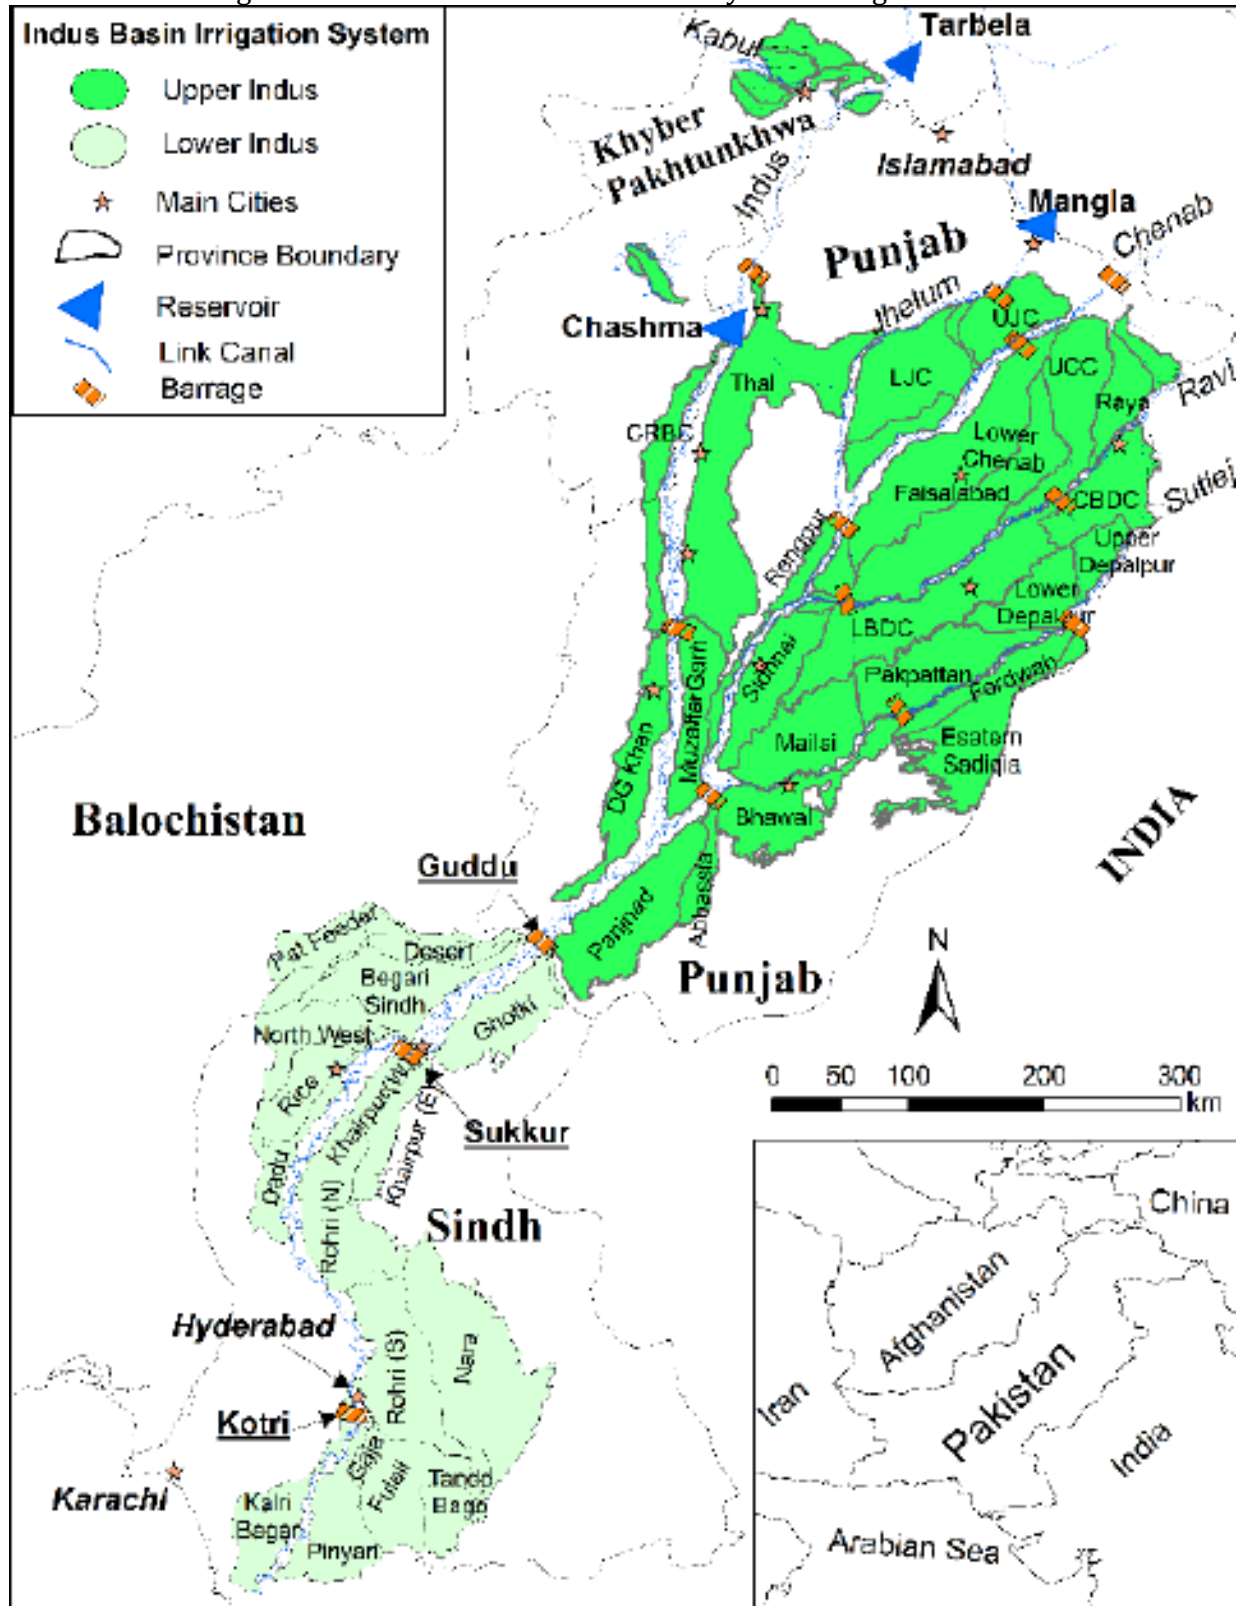 Indus Basin Irrigation System
Upper Indus
Lower Indus
Main Cities
Province Boundary
Reservoir
Link Canal
Barrage
Kabul
Tarbela
Khyber
Pakhtunkhwa
Islamabad
Indus
Mangla
Punjab
Chenab
Jhelum
Chashma
UJC
Thal
LJC
UCC
Ravi
Raya
CRBC
Lower
Chenab
Faisalabad
Sutlej
CBDC
Rengpur
Upper
Depalpur
Lower
Depalpur
LBDC
Sidhnai
Pakpattan
Fordwah
Muzaffar Garh
DG Khan
Mailsi
Esatern
Sadiqia
Bhawal
Balochistan
INDIA
Guddu
Abbassia
Panjnad
Punjab
Pat Feeder
Desert
Begari
Sindh
Ghotki
North West
Rice
Khairpur(W)
Khairpur (E)
Sukkur
Dadu
Rohri (N)
Sindh
N
0 50 100 200 300
km
Hyderabad
Rohri (S)
Nara
Kotri
Gaja
Fuleli
Tando
Bago
Karachi
Kalri
Bagar
Pinyari
China
Afghanistan
Iran
Pakistan
India
Arabian Sea